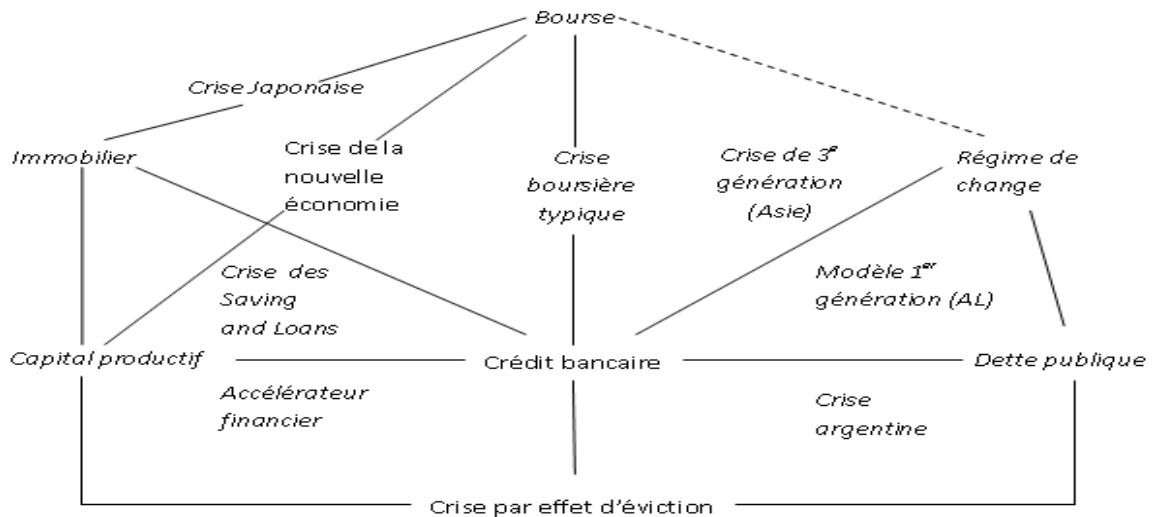 Bourse
Crise Japonaise
Immobilier
Crise de la
nouvelle
économie
Crise
boursière
typique
Crise de 3e
génération
(Asie)
Régime de
change
Crise des
Saving
and Loans
Modèle 1er
génération (AL)
Capital productif
Crédit bancaire
Dette publique
Accélérateur
financier
Crise
argentine
Crise par effet d'éviction